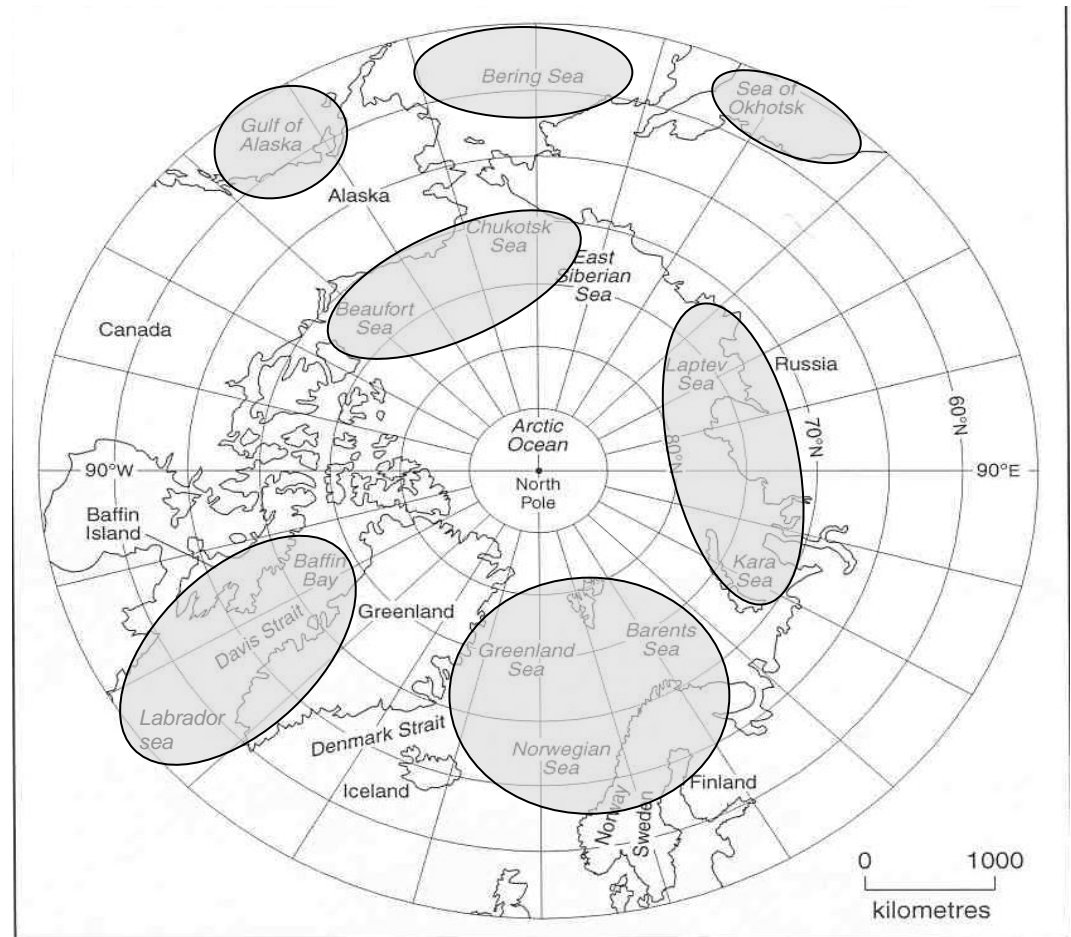 Bering Sea
Sea of
Okhotsk
Gulf of
Alaska
Alaska
Chukotsk
Sea
East
Siberian
Sea
Beaufort
Sea
Canada
Laptev
Sea
Russia
60°N
70°N
80°N
Arctic
Ocean
North
Pole
90°W
90°E
Baffin
Island
Baffin
Bay
Kara
Sea
Greenland
Davis Strait
Greenland
Sea
Barents
Sea
Labrador
sea
Denmark Strait
Norwegian
Sea
Iceland
Finland
Norway
Sweden
0 1000
kilometres